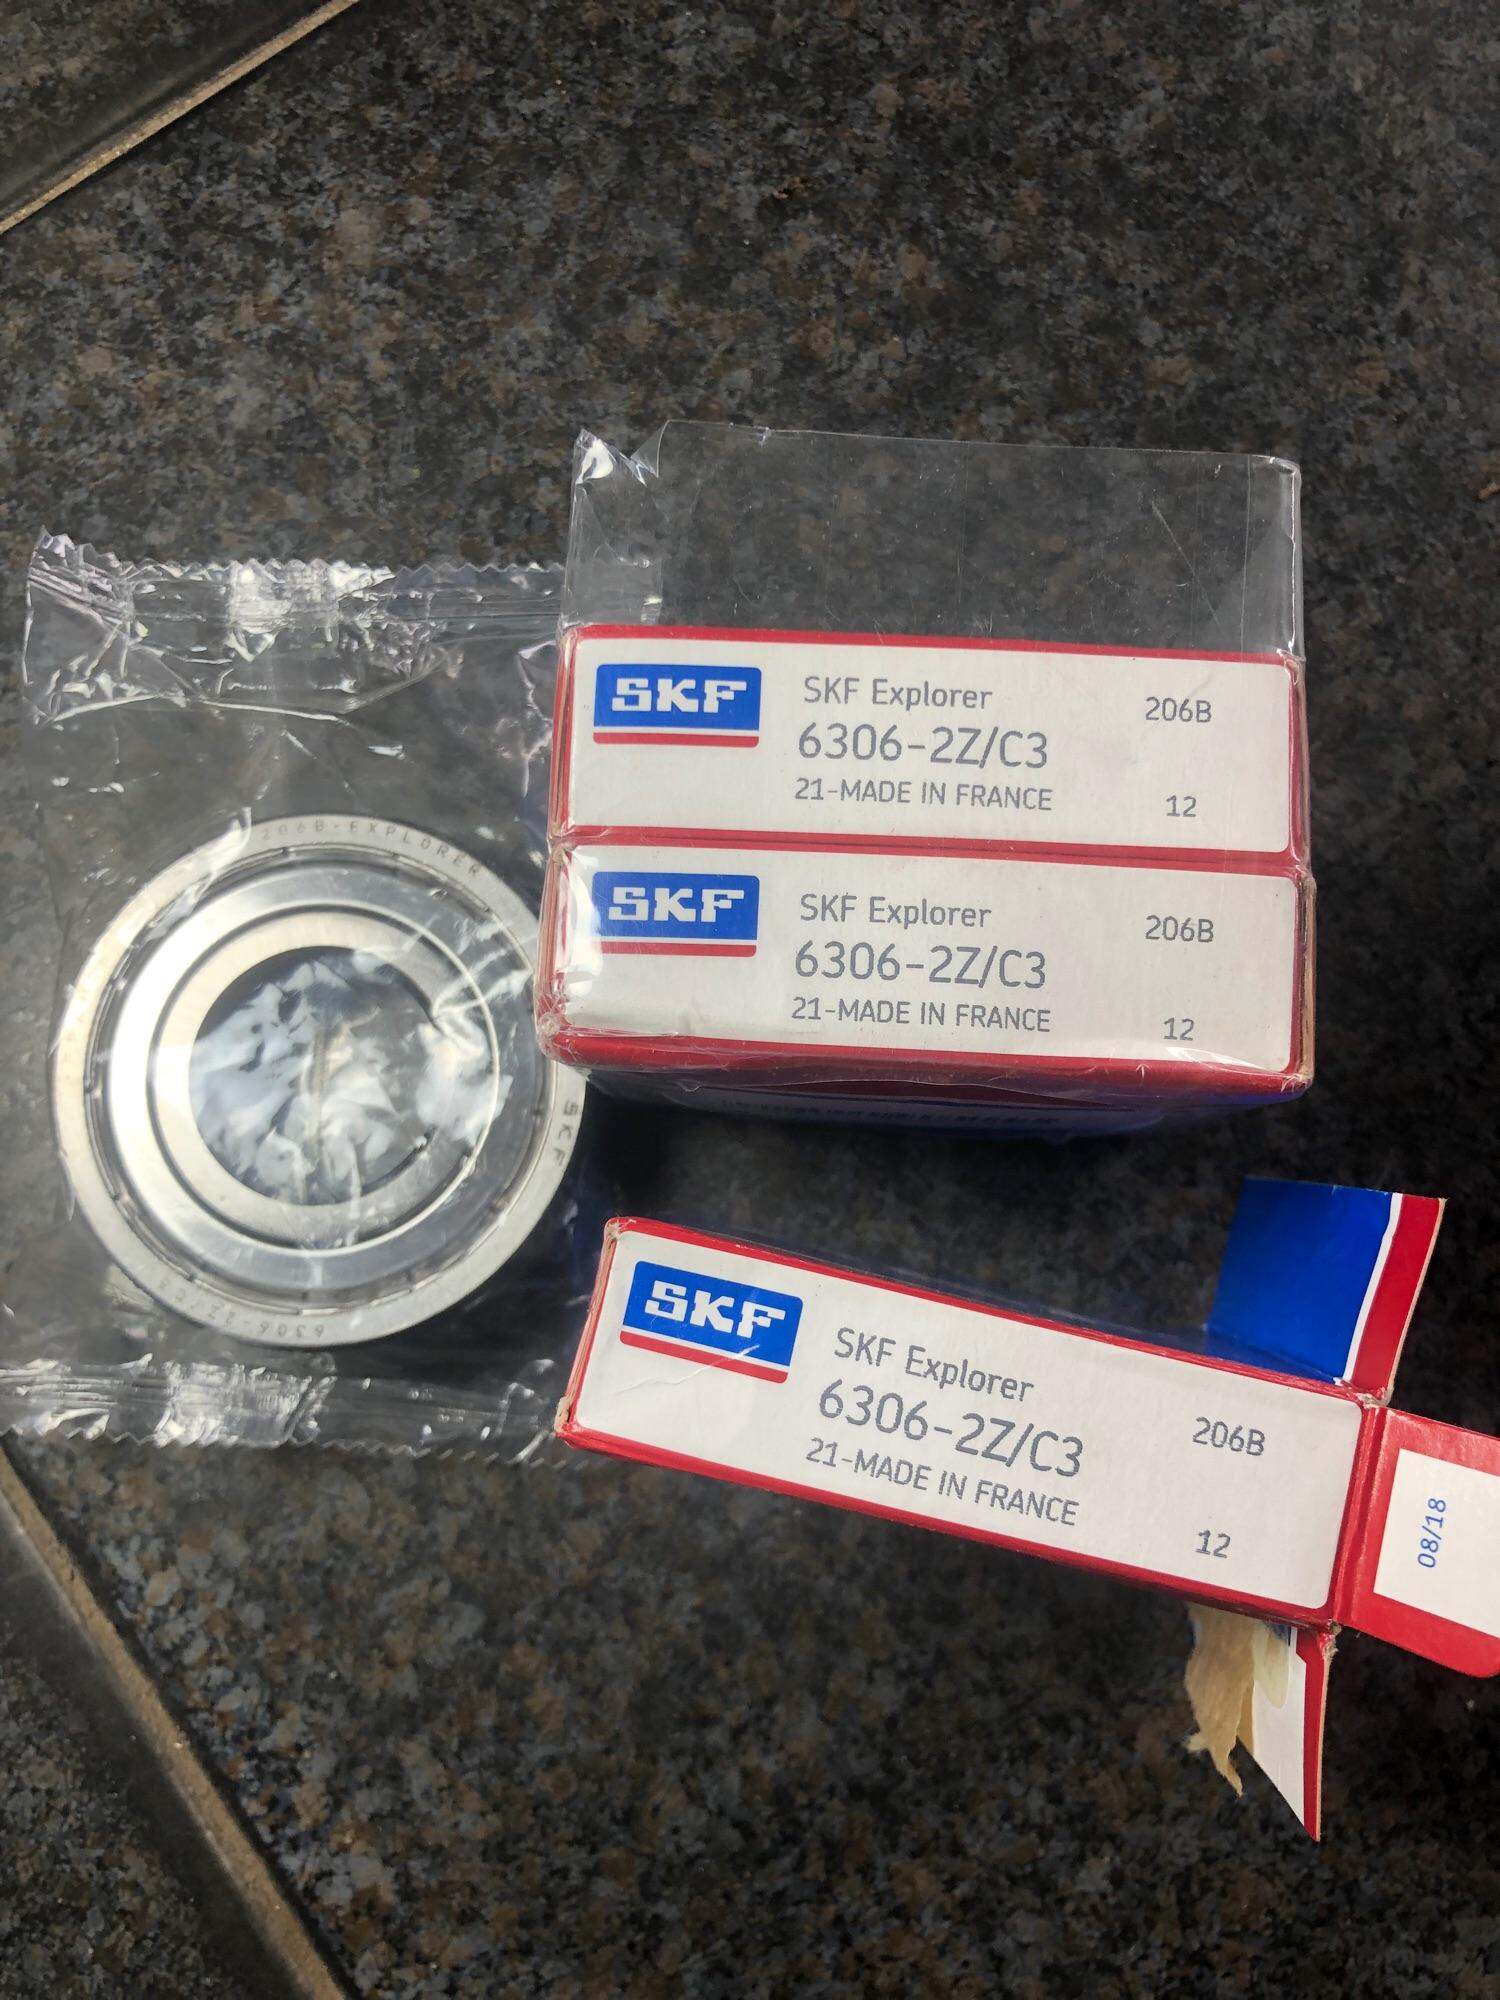 SKF
SKF Explorer
206B
6306-2Z/C3
21-MADE IN FRANCE
12
SKF
SKF Explorer
206B
6306-2Z/C3
21-MADE IN FRANCE
12
206B-EXPLORER
SKF
6306-2Z/C3
SKF
SKF Explorer
206B
6306-2Z/C3
21-MADE IN FRANCE
12
08/18